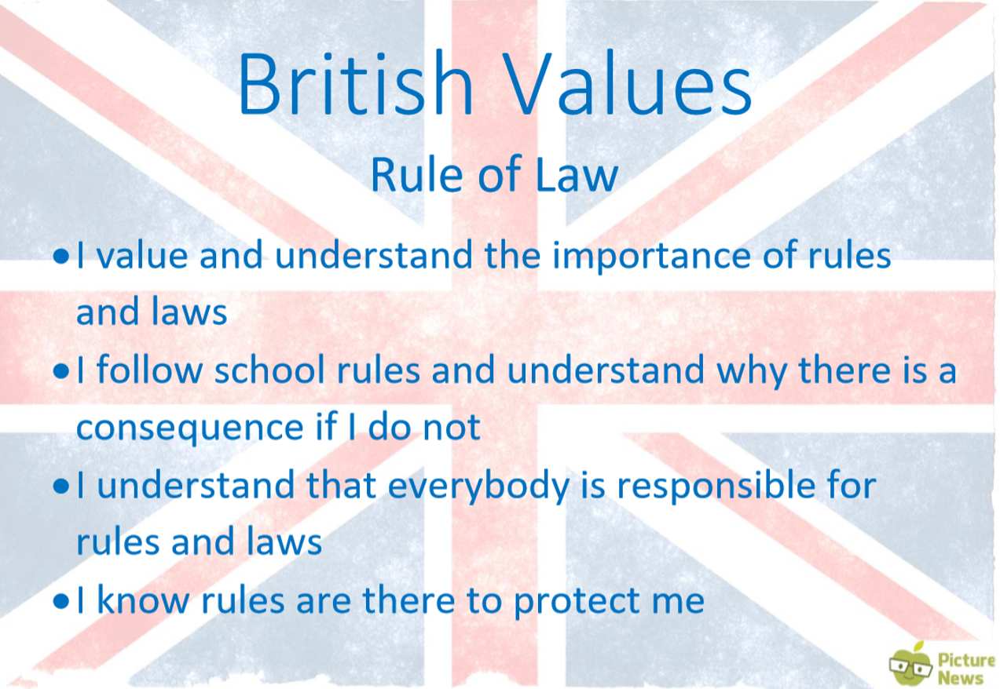 British Values
Rule of Law
•I value and understand the importance of rules
and laws
•I follow school rules and understand why there is a
consequence if I do not
•I understand that everybody is responsible for
rules and laws
•I know rules are there to protect me
Picture
News